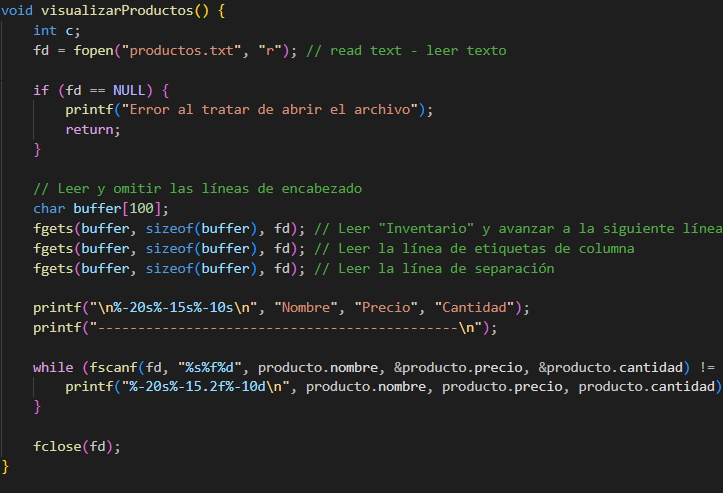 void visualizarProductos() {
    int c;
    fd = fopen("productos.txt", "r"); // read text - leer texto

    if (fd == NULL) {
        printf("Error al tratar de abrir el archivo");
        return;
    }

    // Leer y omitir las líneas de encabezado
    char buffer[100];
    fgets(buffer, sizeof(buffer), fd); // Leer "Inventario" y avanzar a la siguiente línea
    fgets(buffer, sizeof(buffer), fd); // Leer la línea de etiquetas de columna
    fgets(buffer, sizeof(buffer), fd); // Leer la línea de separación

    printf("\n%-20s%-15s%-10s\n", "Nombre", "Precio", "Cantidad");
    printf("---------------------------------------------\n");

    while (fscanf(fd, "%s%f%d", producto.nombre, &producto.precio, &producto.cantidad) !=
        printf("%-20s%-15.2f%-10d\n", producto.nombre, producto.precio, producto.cantidad)
    }

    fclose(fd);
}